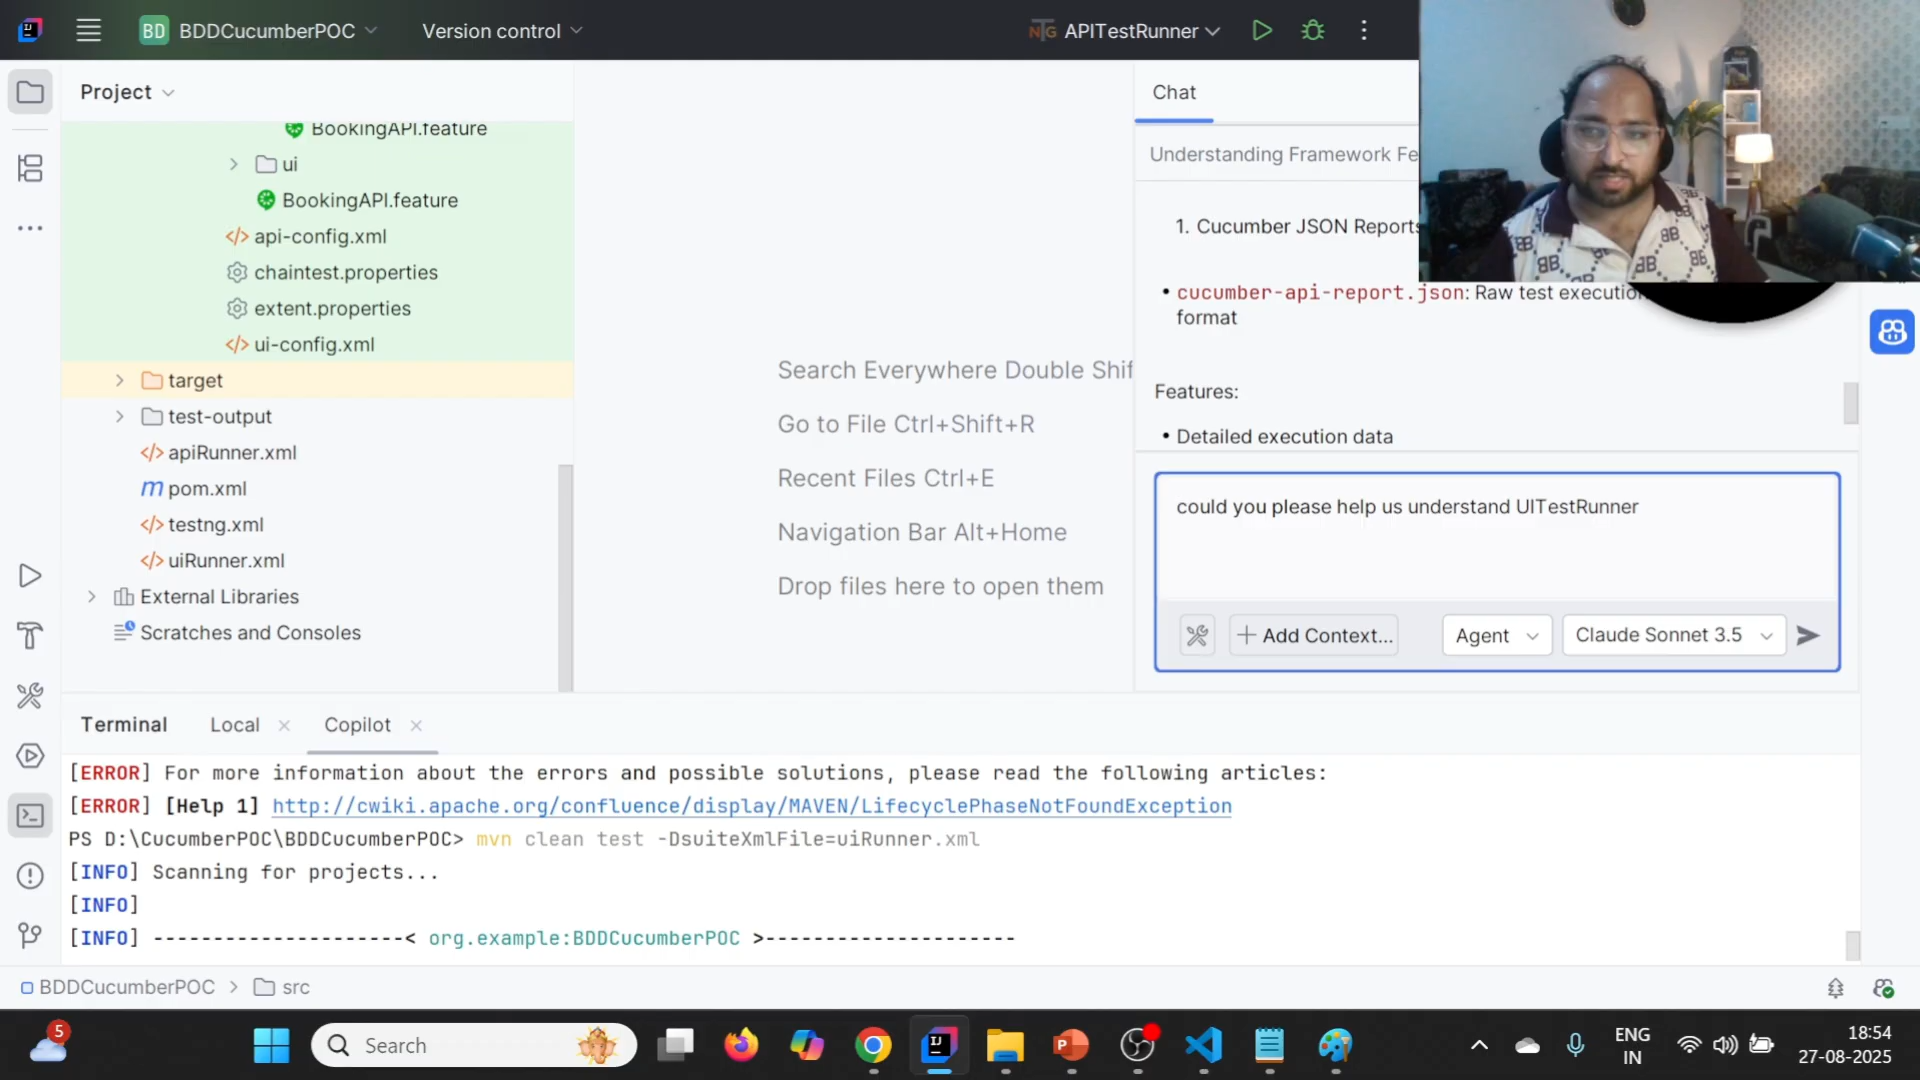 BD BDDCucumberPOC
Version control
APITestRunner
Project
BookingAPI.feature
ui
BookingAPI.feature
api-config.xml
chaintest.properties
extent.properties
ui-config.xml
target
test-output
apiRunner.xml
m pom.xml
testng.xml
uiRunner.xml
External Libraries
Scratches and Consoles
Search Everywhere Double Shif
Go to File Ctrl+Shift+R
Recent Files Ctrl+E
Navigation Bar Alt+Home
Drop files here to open them
Chat
Understanding Framework Fe
1. Cucumber JSON Reports
• cucumber-api-report.json: Raw test execution
format
Features:
• Detailed execution data
could you please help us understand UITestRunner
Add Context...
Agent
Claude Sonnet 3.5
Terminal
Local
Copilot
[ERROR] For more information about the errors and possible solutions, please read the following articles:
[ERROR] [Help 1] http://cwiki.apache.org/confluence/display/MAVEN/LifecyclePhaseNotFoundException
PS D:\CucumberPOC\BDDCucumberPOC> mvn clean test -DsuiteXmlFile=uiRunner.xml
[INFO] Scanning for projects...
[INFO]
[INFO] ----------------------< org.example:BDDCucumberPOC >----------------------
BDDCucumberPOC > src
5
Search
ENG
IN
18:54
27-08-2025